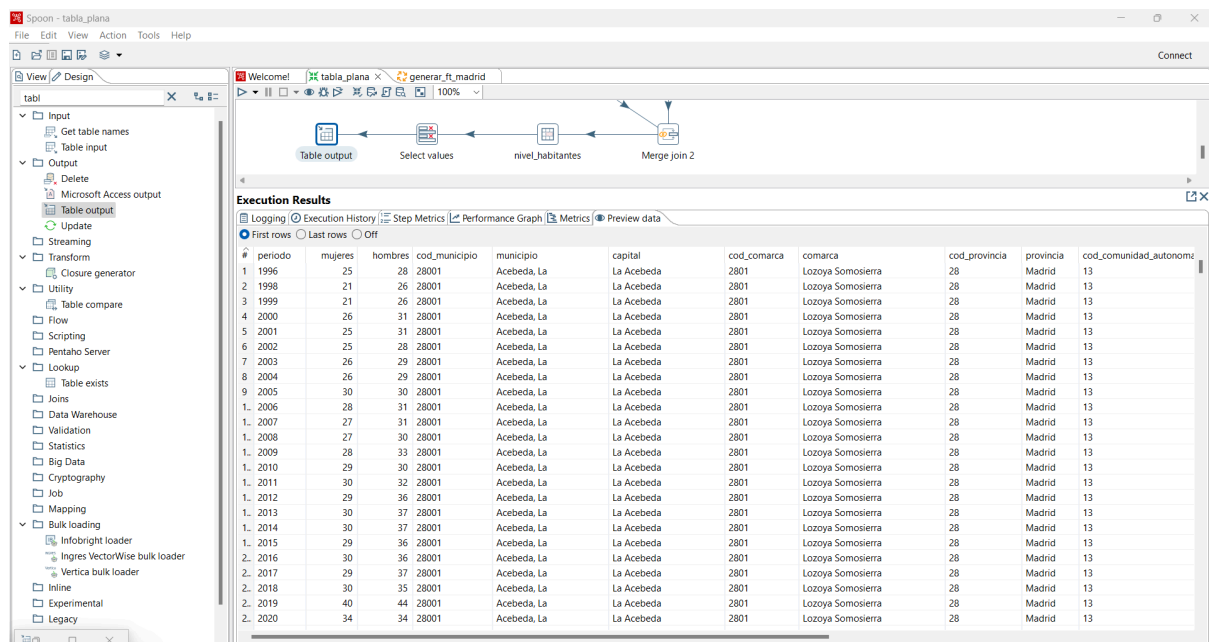 Spoon - tabla_plana
File Edit View Action Tools Help
Connect
View Design
tabl
Input
Get table names
Table input
Output
Delete
Microsoft Access output
Table output
Update
Streaming
Transform
Closure generator
Utility
Table compare
Flow
Scripting
Pentaho Server
Lookup
Table exists
Joins
Data Warehouse
Validation
Statistics
Big Data
Cryptography
Job
Mapping
Bulk loading
Infobright loader
Ingres VectorWise bulk loader
Vertica bulk loader
Inline
Experimental
Legacy
Welcome! tabla_plana generar_ft_madrid
100%
Table output Select values nivel_habitantes Merge join 2
Execution Results
Logging Execution History Step Metrics Performance Graph Metrics Preview data
First rows Last rows Off
# periodo mujeres hombres cod_municipio municipio capital cod_comarca comarca cod_provincia provincia cod_comunidad_autonoma
1 1996 25 28 28001 Acebeda, La La Acebeda 2801 Lozoya Somosierra 28 Madrid 13
2 1998 21 26 28001 Acebeda, La La Acebeda 2801 Lozoya Somosierra 28 Madrid 13
3 1999 21 26 28001 Acebeda, La La Acebeda 2801 Lozoya Somosierra 28 Madrid 13
4 2000 26 31 28001 Acebeda, La La Acebeda 2801 Lozoya Somosierra 28 Madrid 13
5 2001 25 31 28001 Acebeda, La La Acebeda 2801 Lozoya Somosierra 28 Madrid 13
6 2002 25 28 28001 Acebeda, La La Acebeda 2801 Lozoya Somosierra 28 Madrid 13
7 2003 26 29 28001 Acebeda, La La Acebeda 2801 Lozoya Somosierra 28 Madrid 13
8 2004 26 29 28001 Acebeda, La La Acebeda 2801 Lozoya Somosierra 28 Madrid 13
9 2005 30 30 28001 Acebeda, La La Acebeda 2801 Lozoya Somosierra 28 Madrid 13
1... 2006 28 31 28001 Acebeda, La La Acebeda 2801 Lozoya Somosierra 28 Madrid 13
1... 2007 27 31 28001 Acebeda, La La Acebeda 2801 Lozoya Somosierra 28 Madrid 13
1... 2008 27 30 28001 Acebeda, La La Acebeda 2801 Lozoya Somosierra 28 Madrid 13
1... 2009 28 33 28001 Acebeda, La La Acebeda 2801 Lozoya Somosierra 28 Madrid 13
1... 2010 29 30 28001 Acebeda, La La Acebeda 2801 Lozoya Somosierra 28 Madrid 13
1... 2011 30 32 28001 Acebeda, La La Acebeda 2801 Lozoya Somosierra 28 Madrid 13
1... 2012 29 36 28001 Acebeda, La La Acebeda 2801 Lozoya Somosierra 28 Madrid 13
1... 2013 30 37 28001 Acebeda, La La Acebeda 2801 Lozoya Somosierra 28 Madrid 13
1... 2014 30 37 28001 Acebeda, La La Acebeda 2801 Lozoya Somosierra 28 Madrid 13
1... 2015 29 36 28001 Acebeda, La La Acebeda 2801 Lozoya Somosierra 28 Madrid 13
2... 2016 30 36 28001 Acebeda, La La Acebeda 2801 Lozoya Somosierra 28 Madrid 13
2... 2017 29 37 28001 Acebeda, La La Acebeda 2801 Lozoya Somosierra 28 Madrid 13
2... 2018 30 35 28001 Acebeda, La La Acebeda 2801 Lozoya Somosierra 28 Madrid 13
2... 2019 40 44 28001 Acebeda, La La Acebeda 2801 Lozoya Somosierra 28 Madrid 13
2... 2020 34 34 28001 Acebeda, La La Acebeda 2801 Lozoya Somosierra 28 Madrid 13